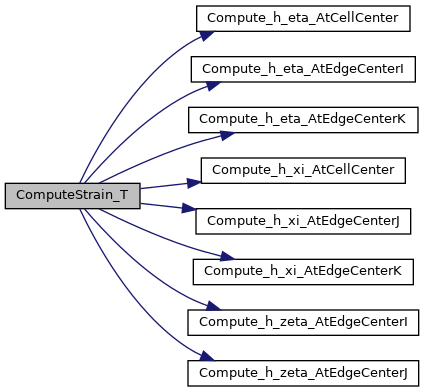 Compute_h_eta_AtCellCenter
Compute_h_eta_AtEdgeCenterI
Compute_h_eta_AtEdgeCenterK
Compute_h_xi_AtCellCenter
ComputeStrain_T
Compute_h_xi_AtEdgeCenterJ
Compute_h_xi_AtEdgeCenterK
Compute_h_zeta_AtEdgeCenterI
Compute_h_zeta_AtEdgeCenterJ